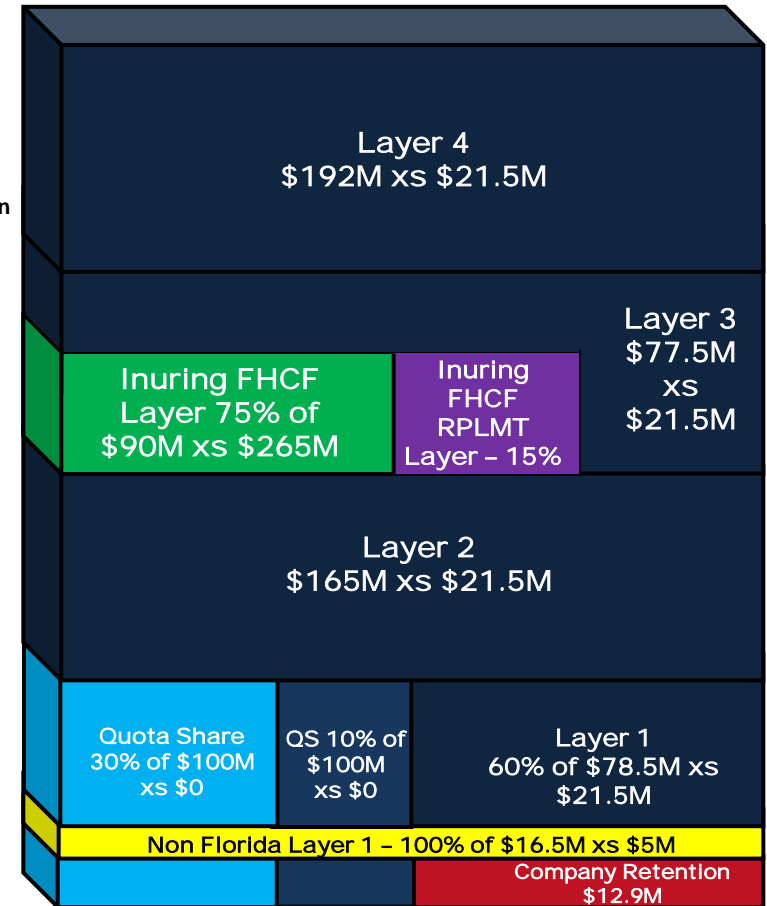 Layer 4
$192M xs $21.5M
n
Layer 3
$77.5M
xs
$21.5M
Inuring FHCF
Layer 75% of
$90M xs $265M
Inuring
FHCF
RPLMT
Layer – 15%
Layer 2
$165M xs $21.5M
Quota Share
30% of $100M
xs $0
QS 10% of
$100M
xs $0
Layer 1
60% of $78.5M xs
$21.5M
Non Florida Layer 1 – 100% of $16.5M xs $5M
Company Retention
$12.9M